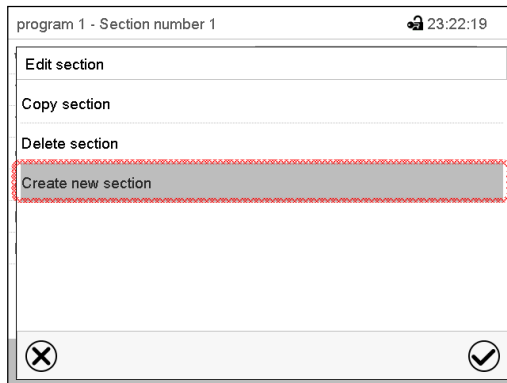 program 1 - Section number 1 23:22:19
Edit section
Copy section
Delete section
Create new section